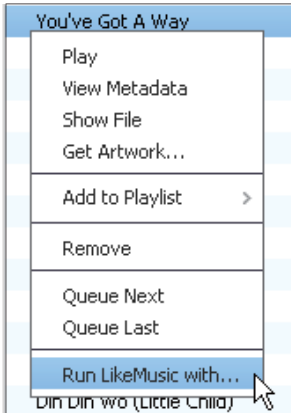 You've Got A Way
Play
View Metadata
Show File
Get Artwork...
Add to Playlist
Remove
Queue Next
Queue Last
Run LikeMusic with...
Din Din Wo (Little Child)